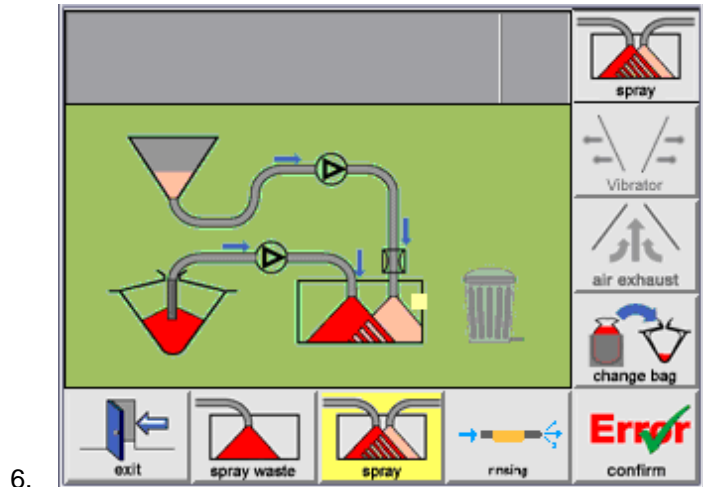 spray
Vibrator
air exhaust
change bag
exit
spray waste
spray
rinsing
Error
confirm
6.